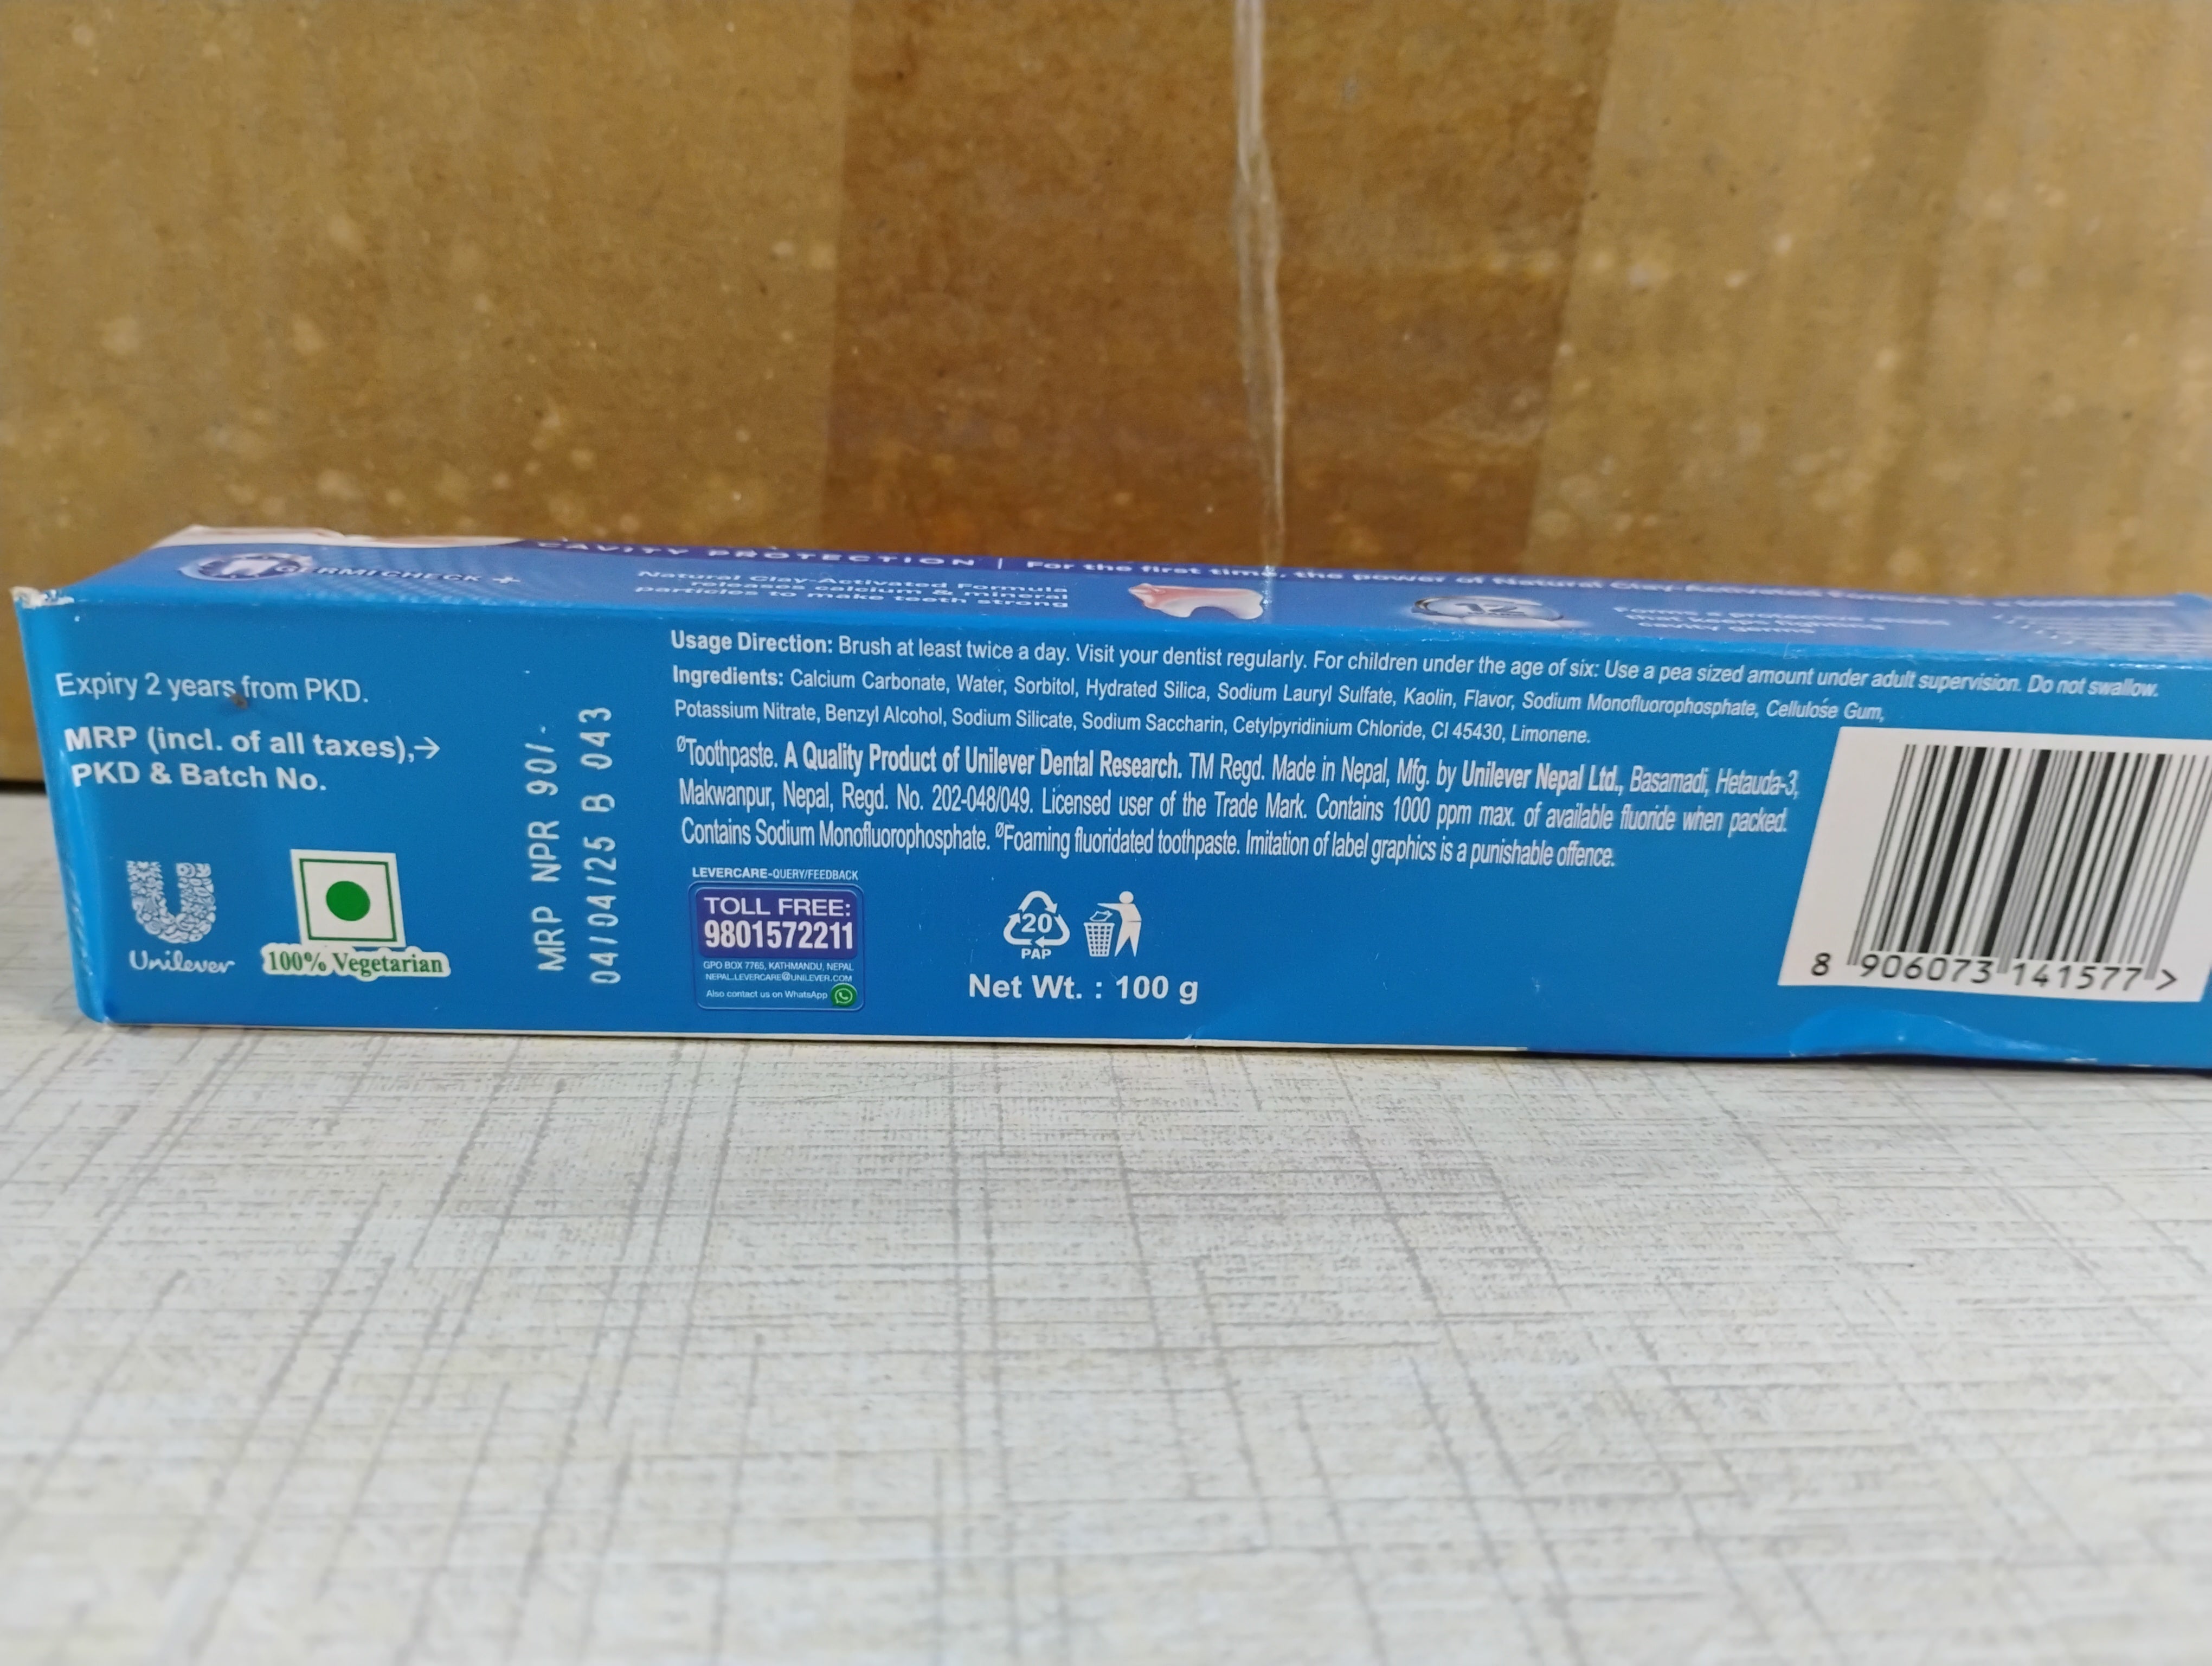 GERMICHECK +
CAVITY PROTECTION | For the first time, the power of Natural Clay-Activated
Natural Clay-Activated Formula
releases calcium & mineral
particles to make teeth strong
12
Expiry 2 years from PKD.
MRP (incl. of all taxes),→
PKD & Batch No.
Unilever
100% Vegetarian
MRP NPR 90/-
04/04/25 B 043
Usage Direction: Brush at least twice a day. Visit your dentist regularly. For children under the age of six: Use a pea sized amount under adult supervision. Do not swallow.
Ingredients: Calcium Carbonate, Water, Sorbitol, Hydrated Silica, Sodium Lauryl Sulfate, Kaolin, Flavor, Sodium Monofluorophosphate, Cellulose Gum,
Potassium Nitrate, Benzyl Alcohol, Sodium Silicate, Sodium Saccharin, Cetylpyridinium Chloride, CI 45430, Limonene.
ØToothpaste. A Quality Product of Unilever Dental Research. TM Regd. Made in Nepal, Mfg. by Unilever Nepal Ltd., Basamadi, Hetauda-3,
Makwanpur, Nepal, Regd. No. 202-048/049. Licensed user of the Trade Mark. Contains 1000 ppm max. of available fluoride when packed.
Contains Sodium Monofluorophosphate. ØFoaming fluoridated toothpaste. Imitation of label graphics is a punishable offence.
LEVERCARE-QUERY/FEEDBACK
TOLL FREE:
9801572211
GPO BOX 7765, KATHMANDU, NEPAL
NEPAL.LEVERCARE@UNILEVER.COM
Also contact us on WhatsApp
20
PAP
Net Wt. : 100 g
8 906073 141577 >